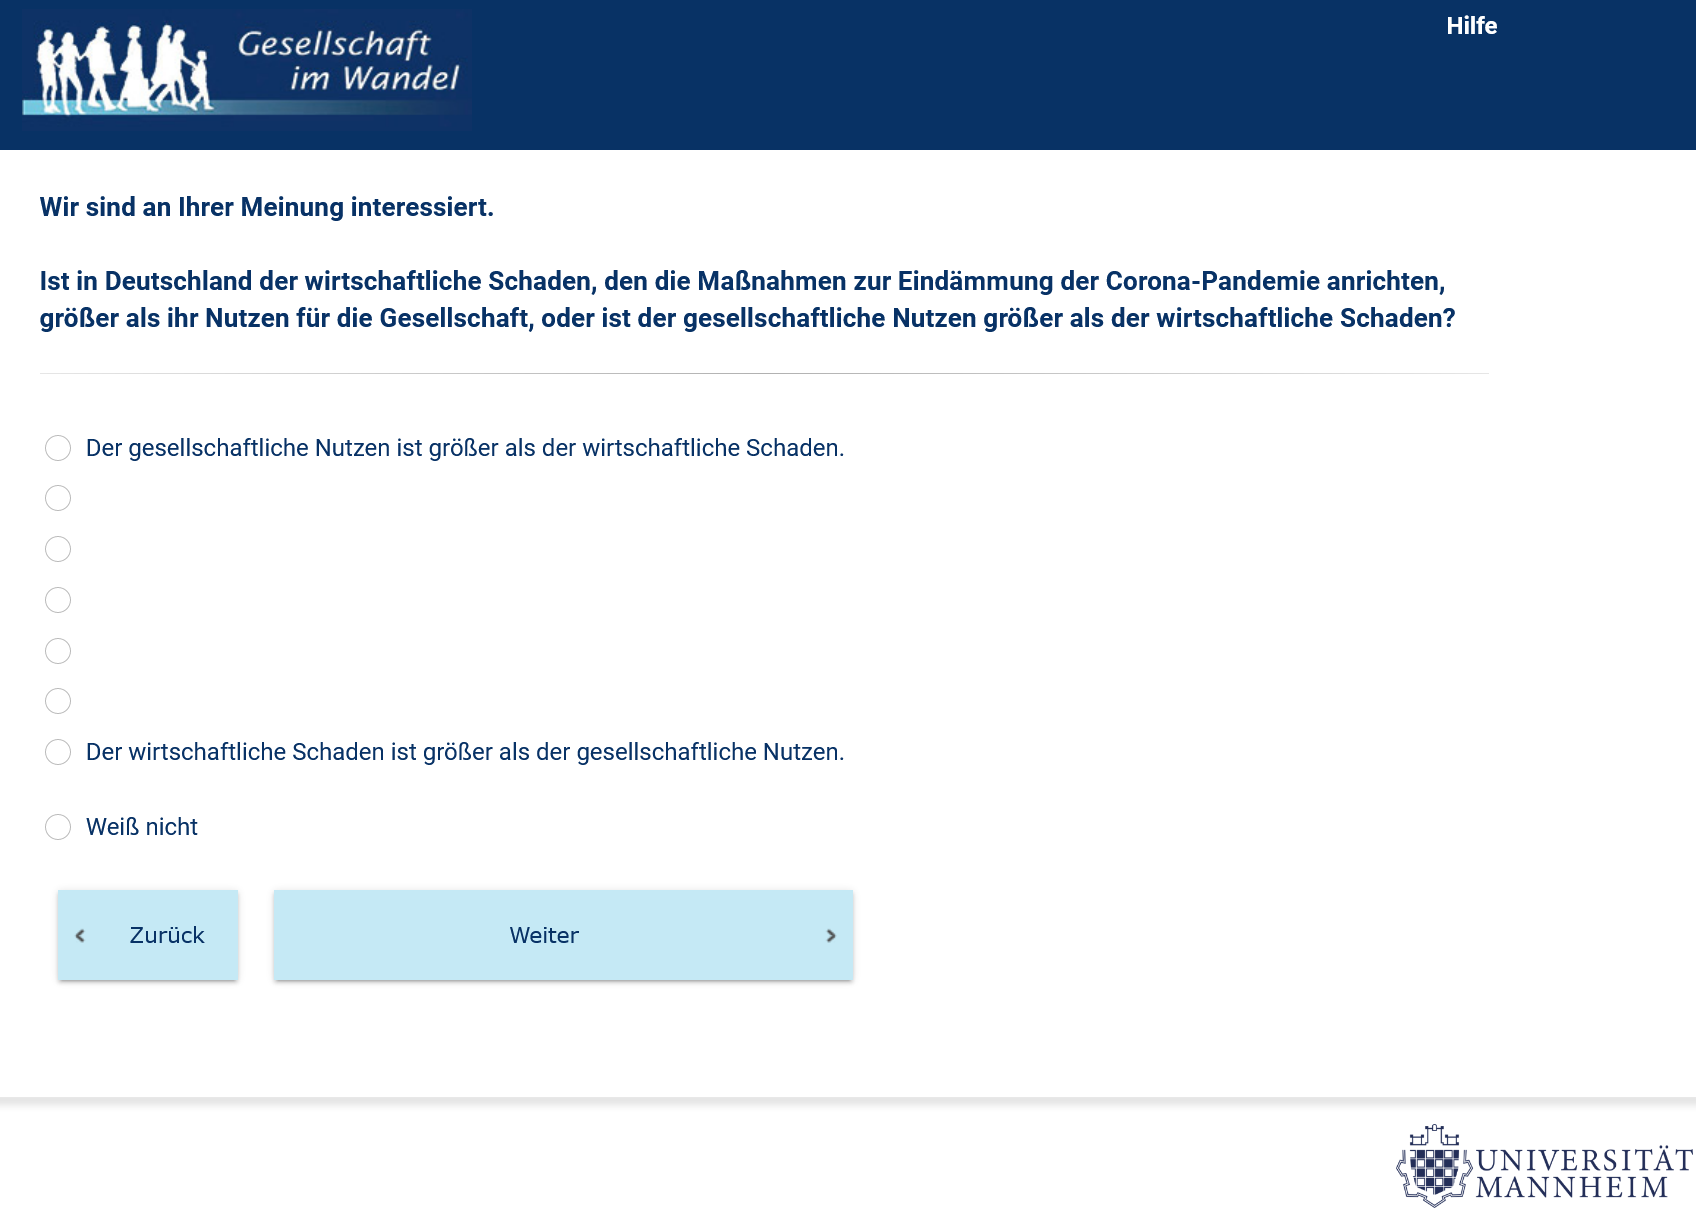 Gesellschaft
im Wandel
Hilfe
Wir sind an Ihrer Meinung interessiert.
Ist in Deutschland der wirtschaftliche Schaden, den die Maßnahmen zur Eindämmung der Corona-Pandemie anrichten,
größer als ihr Nutzen für die Gesellschaft, oder ist der gesellschaftliche Nutzen größer als der wirtschaftliche Schaden?
Der gesellschaftliche Nutzen ist größer als der wirtschaftliche Schaden.
Der wirtschaftliche Schaden ist größer als der gesellschaftliche Nutzen.
Weiß nicht
Zurück
Weiter
UNIVERSITÄT
MANNHEIM